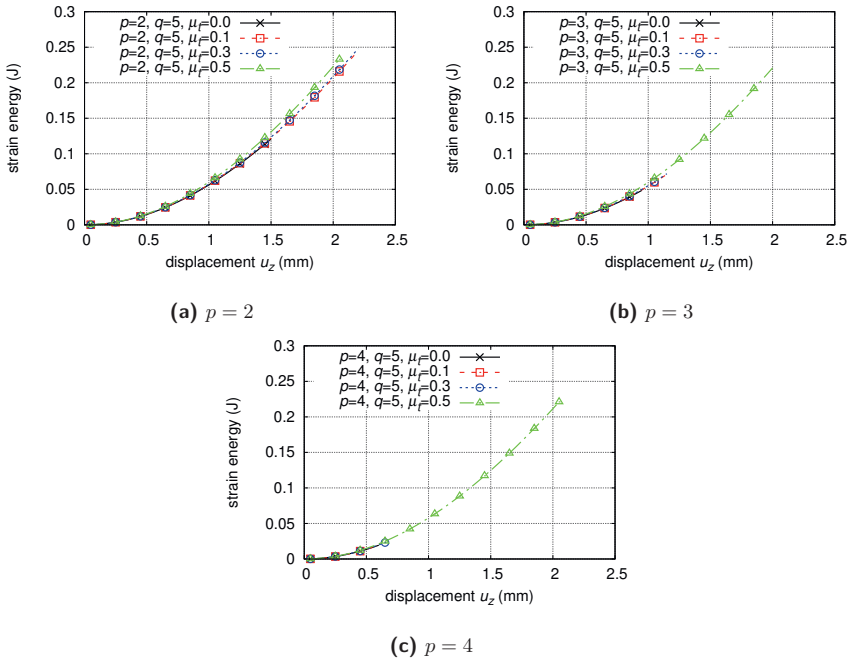 p=2, q=5, μf=0.0
p=2, q=5, μf=0.1
p=2, q=5, μf=0.3
p=2, q=5, μf=0.5
0.3
0.25
0.2
0.15
0.1
0.05
0
strain energy (J)
0 0.5 1 1.5 2 2.5
displacement uz (mm)
(a) p = 2
p=3, q=5, μf=0.0
p=3, q=5, μf=0.1
p=3, q=5, μf=0.3
p=3, q=5, μf=0.5
0.3
0.25
0.2
0.15
0.1
0.05
0
strain energy (J)
0 0.5 1 1.5 2 2.5
displacement uz (mm)
(b) p = 3
p=4, q=5, μf=0.0
p=4, q=5, μf=0.1
p=4, q=5, μf=0.3
p=4, q=5, μf=0.5
0.3
0.25
0.2
0.15
0.1
0.05
0
strain energy (J)
0 0.5 1 1.5 2 2.5
displacement uz (mm)
(c) p = 4